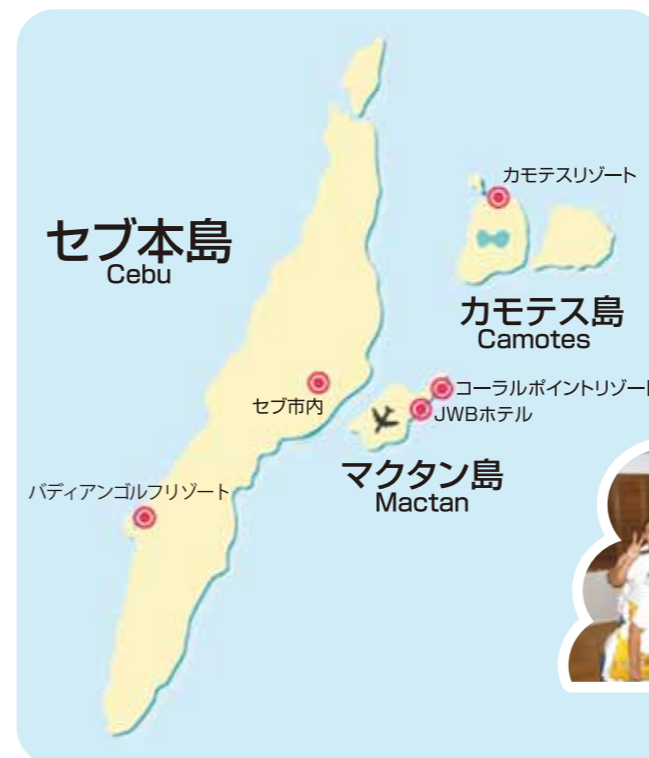 カモテスリゾート
セブ本島
Cebu
カモテス島
Camotes
コーラルポイントリゾート
セブ市内
JWBホテル
マクタン島
Mactan
バディアンゴルフリゾート